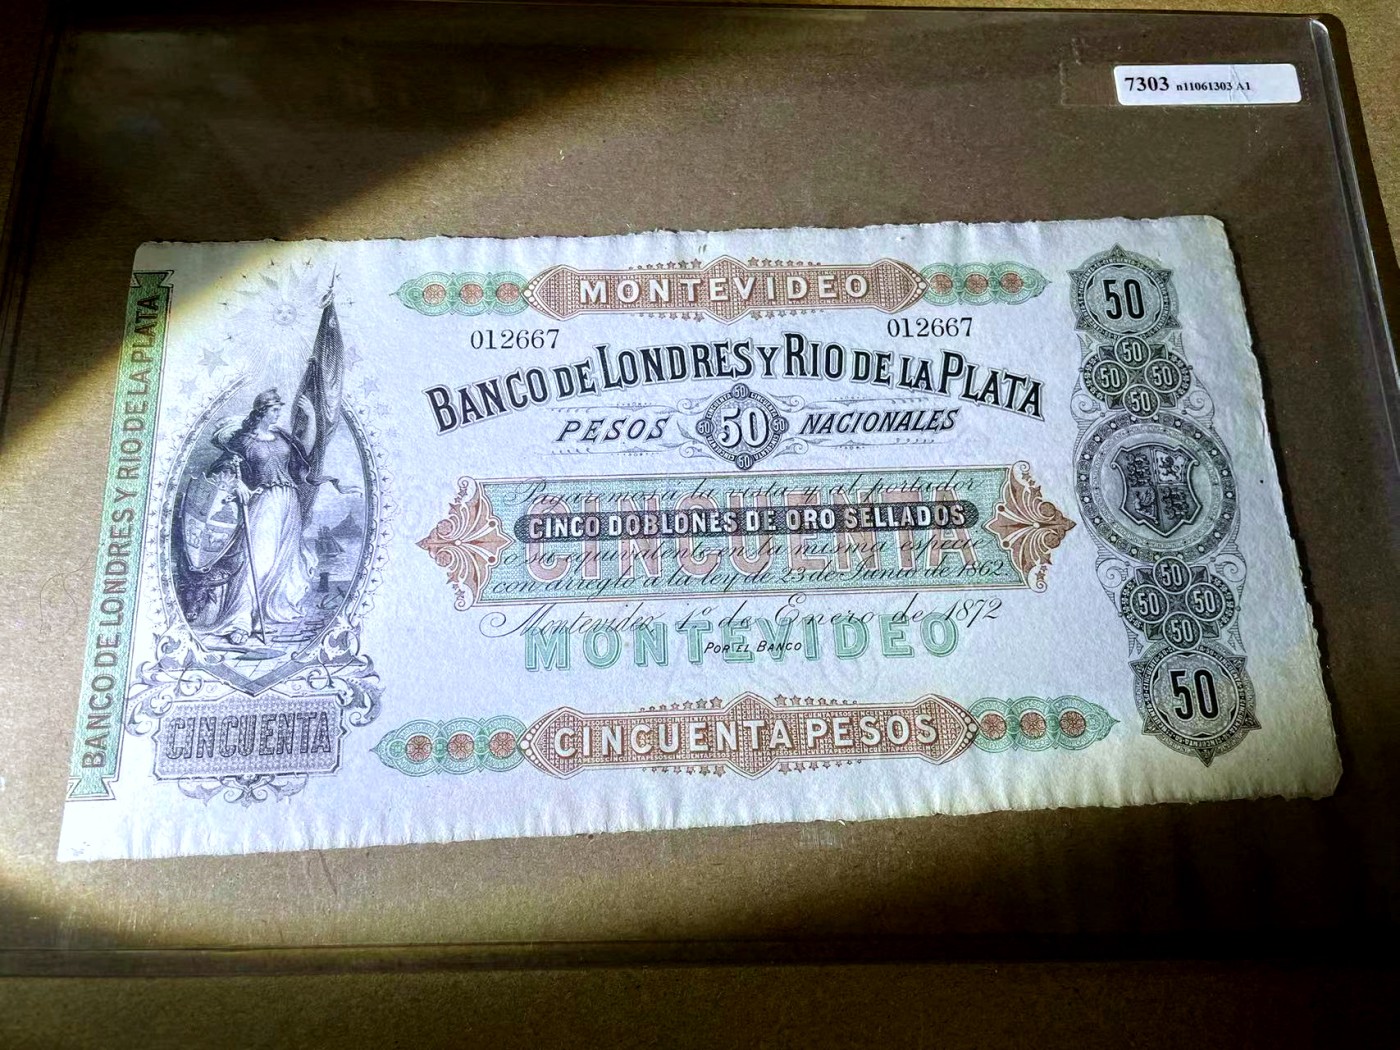 7303 n11061303 A1
MONTEVIDEO
012667 012667
BANCO DE LONDRES Y RIO DE LA PLATA
PESOS 50 NACIONALES
CINCUENTA
Pagaremos á la vista y al portador
CINCO DOBLONES DE ORO SELLADOS
o su equivalente en la misma especie
con arreglo a la ley de 23 de Junio de 1862
Montevideo, 1º de Enero de 1872
MONTEVIDEO
POR EL BANCO
CINCUENTA PESOS
BANCO DE LONDRES Y RIO DE LA PLATA
CINCUENTA
50
50
50 50
50
50
50 50
50
50